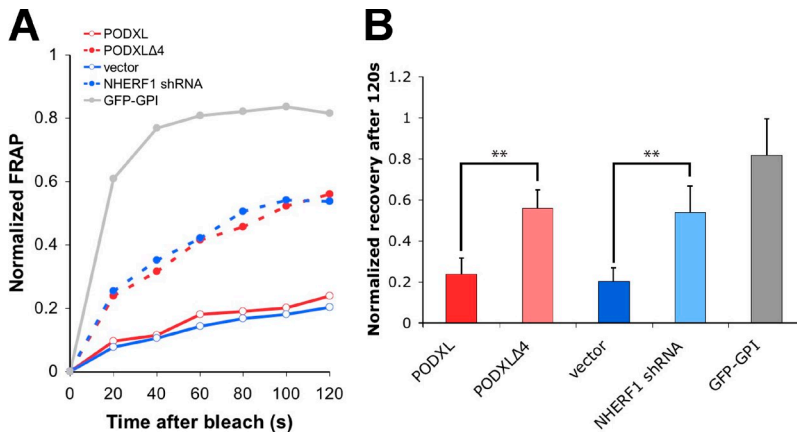 A
PODXL
PODXLΔ4
vector
NHERF1 shRNA
GFP-GPI
1
0.8
0.6
0.4
0.2
0
Normalized FRAP
0 20 40 60 80 100 120
Time after bleach (s)
B
Normalized recovery after 120s
1.2
1
0.8
0.6
0.4
0.2
0
** **
PODXL
PODXLΔ4
vector
NHERF1 shRNA
GFP-GPI